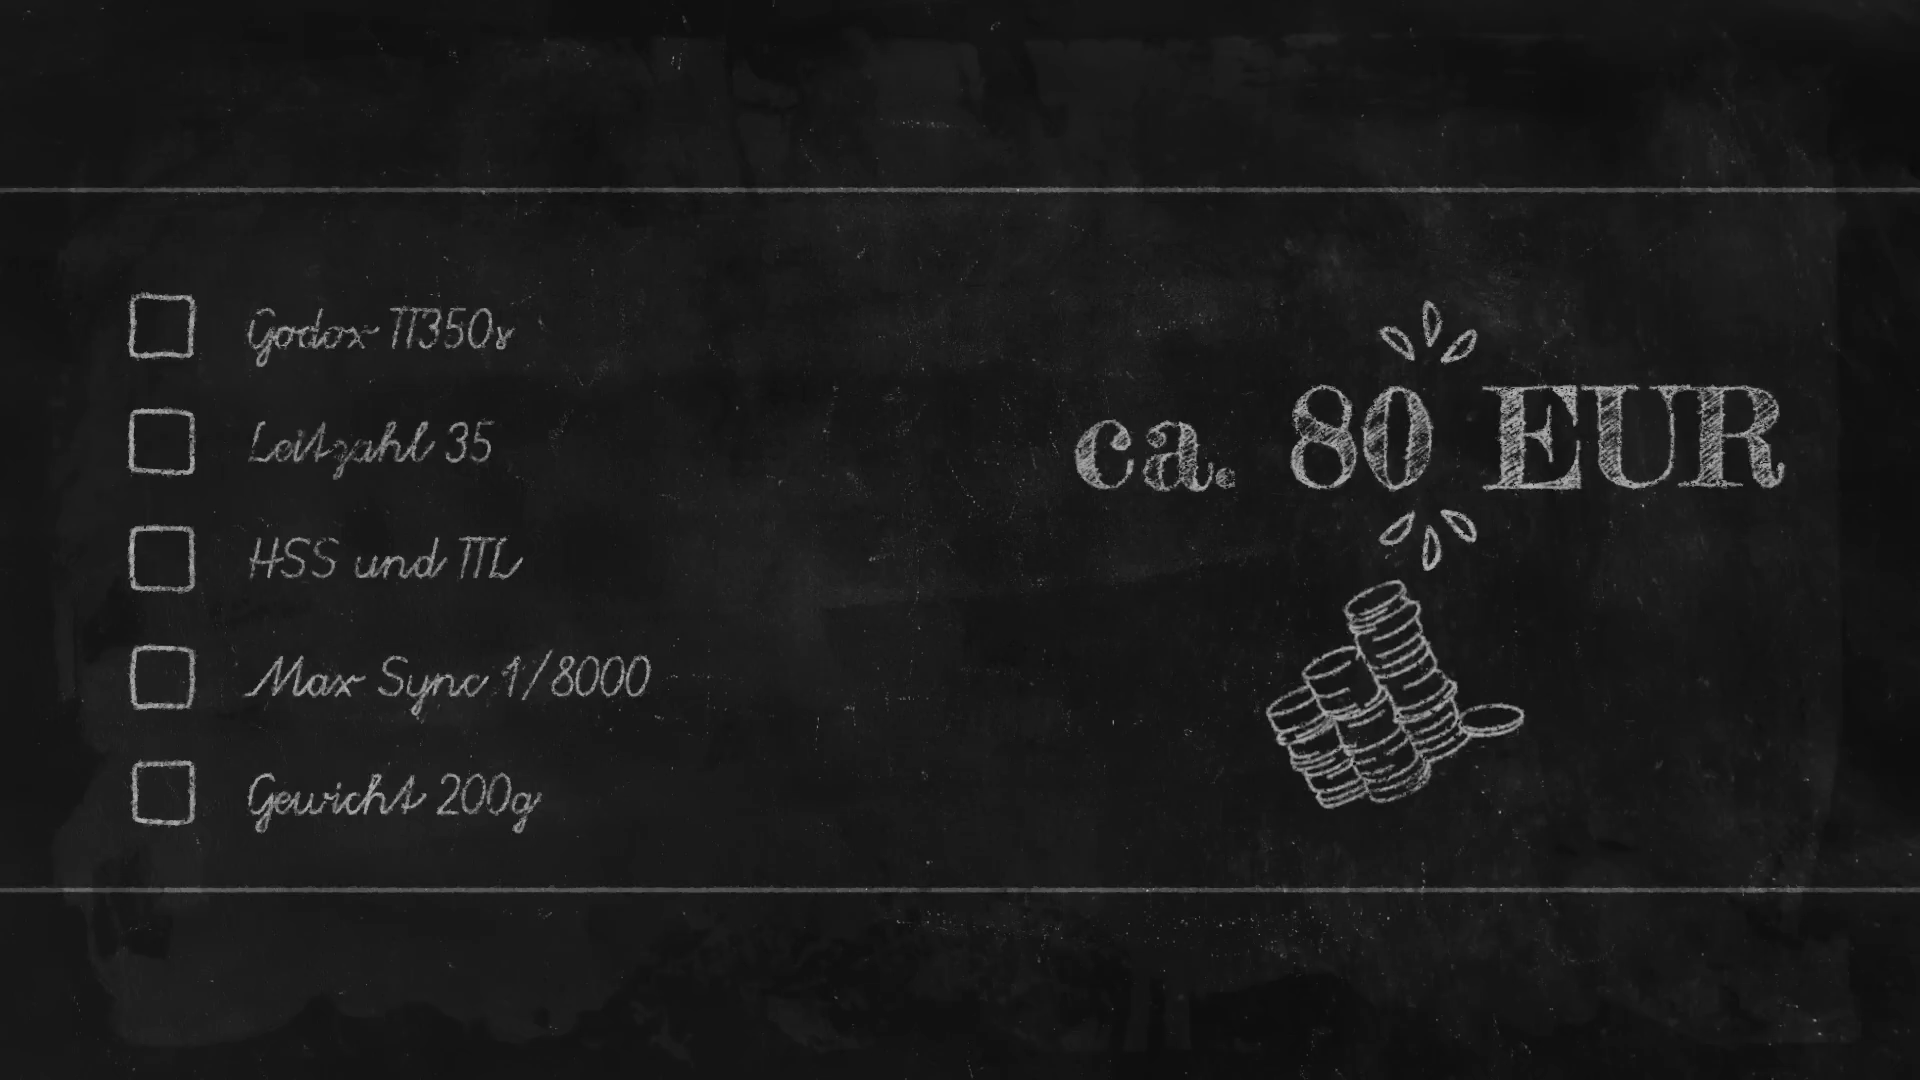 Godox TT350s
Leitzahl 35
HSS und TTL
Max Sync 1/8000
Gewicht 200g
ca. 80 EUR